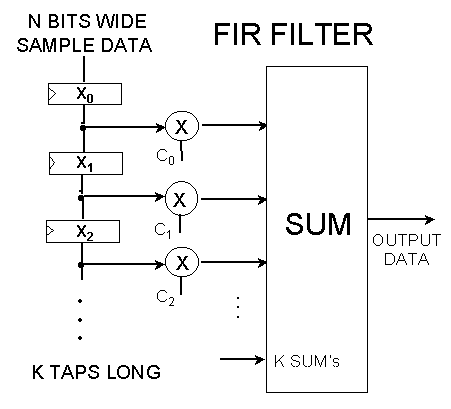 N BITS WIDE
SAMPLE DATA
FIR FILTER
X0
X
C0
X1
X
C1
SUM
X2
OUTPUT
DATA
X
C2
K SUM's
K TAPS LONG